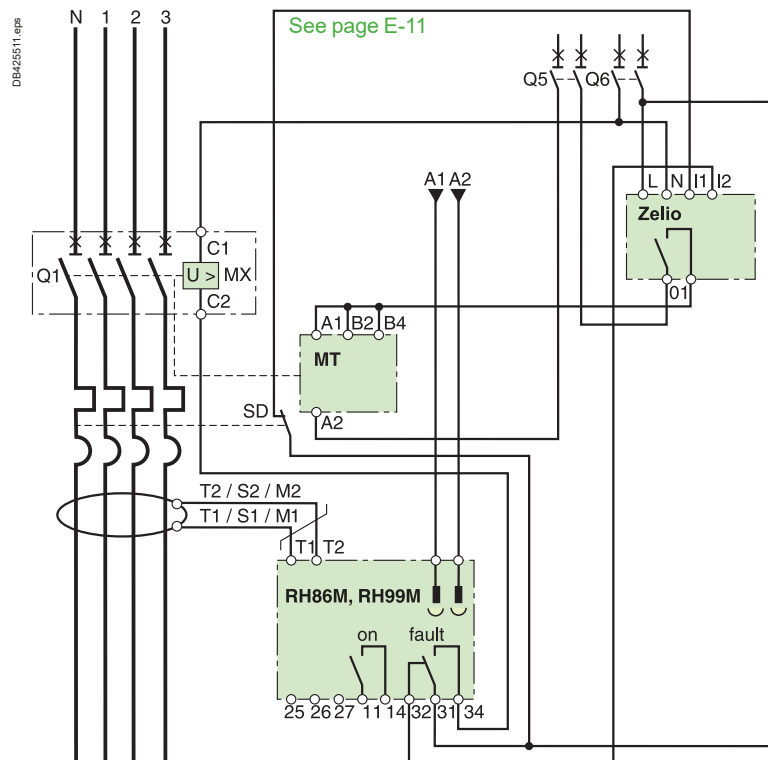 DB425511.eps
N 1 2 3
See page E-11
Q5 Q6
A1 A2
L N I1 I2
Zelio
01
C1
Q1
U > MX
C2
A1 B2 B4
MT
A2
SD
T2 / S2 / M2
T1 / S1 / M1
T1 T2
RH86M, RH99M
on fault
25 26 27 11 14 32 31 34